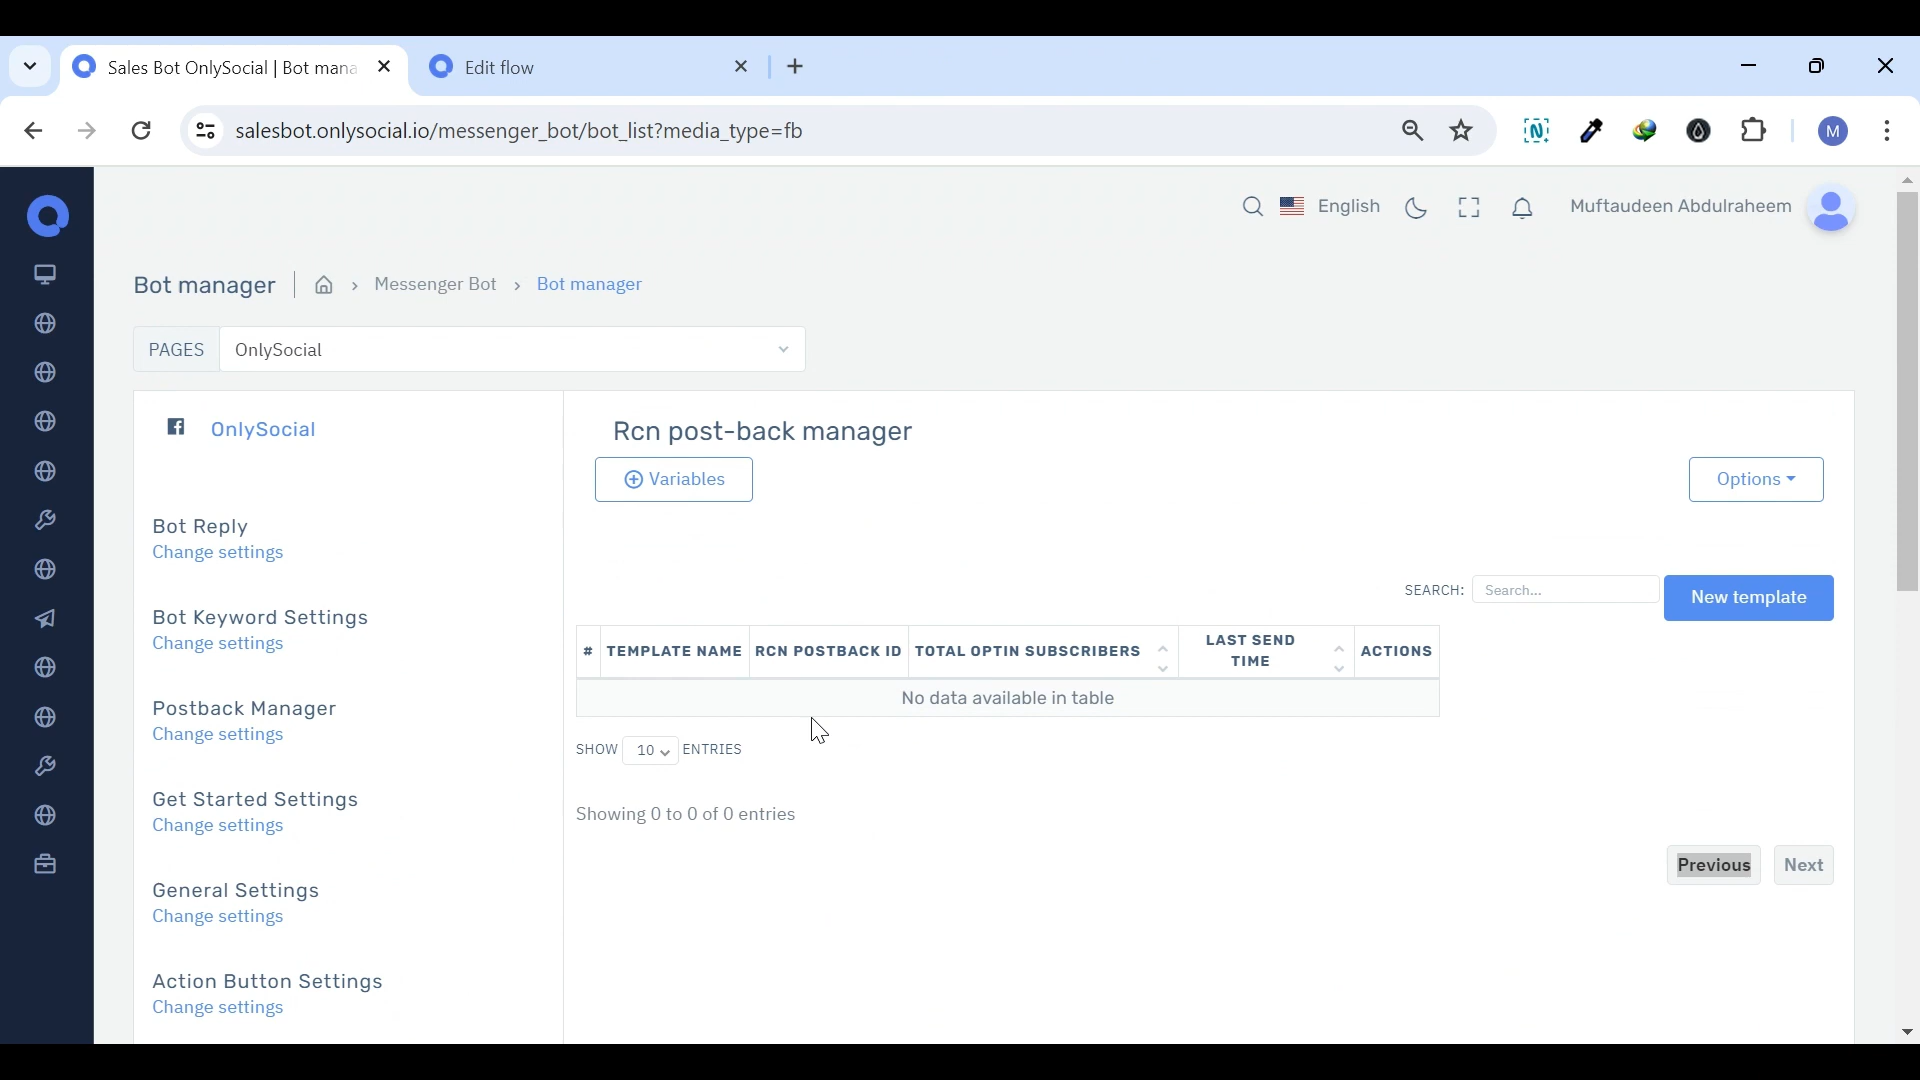 Sales Bot OnlySocial | Bot mana
Edit flow
salesbot.onlysocial.io/messenger_bot/bot_list?media_type=fb
M
English
Muftaudeen Abdulraheem
Bot manager
Messenger Bot
Bot manager
PAGES
OnlySocial
OnlySocial
Bot Reply
Change settings
Bot Keyword Settings
Change settings
Postback Manager
Change settings
Get Started Settings
Change settings
General Settings
Change settings
Action Button Settings
Change settings
Rcn post-back manager
Variables
Options
SEARCH: Search...
New template
# TEMPLATE NAME RCN POSTBACK ID TOTAL OPTIN SUBSCRIBERS LAST SEND TIME ACTIONS
No data available in table
SHOW 10 ENTRIES
Showing 0 to 0 of 0 entries
Previous Next